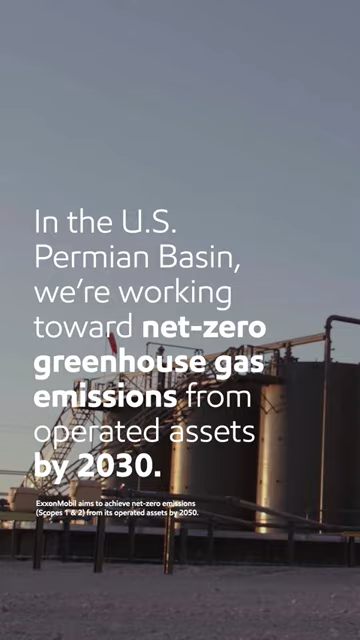 In the U.S.
Permian Basin,
we're working
toward net-zero
greenhouse gas
emissions from
operated assets
by 2030.
ExxonMobil aims to achieve net-zero emissions
(Scopes 1 & 2) from its operated assets by 2050.